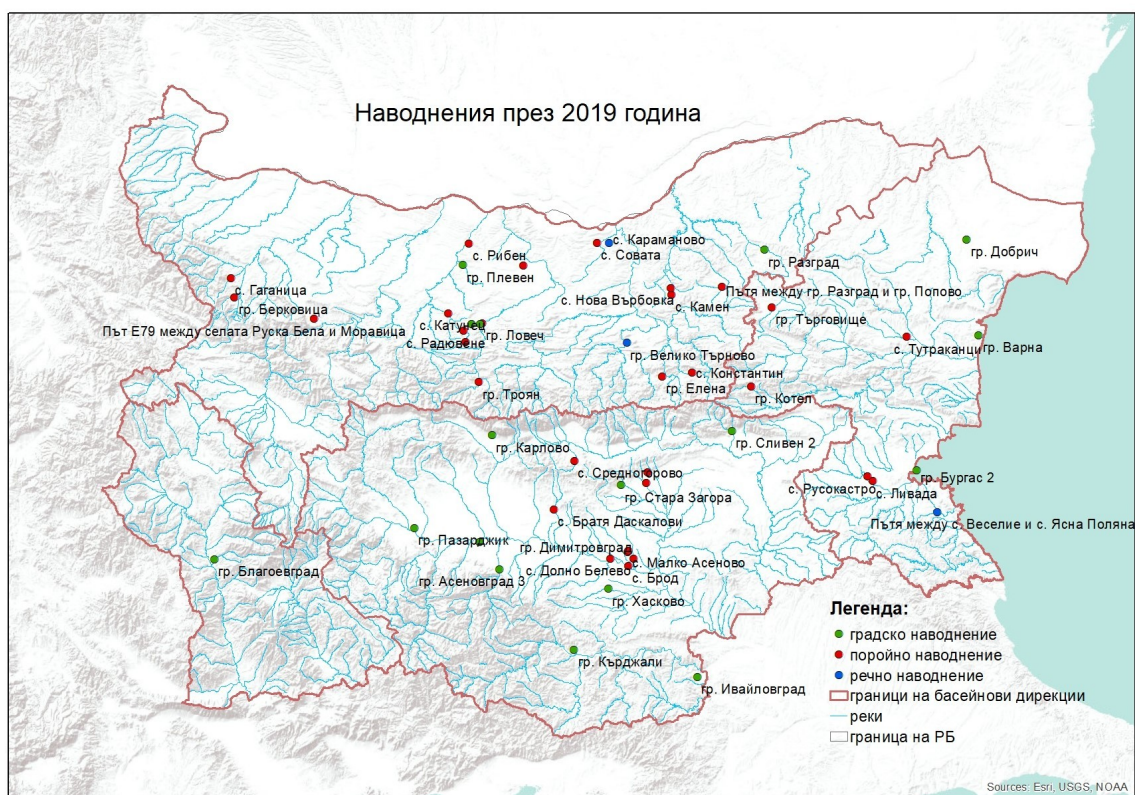 Наводнения през 2019 година
с. Караманово
с. Совата
с. Рибен
гр. Плевен
гр. Разград
гр. Добрич
с. Гаганица
гр. Берковица
Път Е79 между селата Руска Бела и Моравица
с. Нова Върбовка
с. Камен
Пътя между гр. Разград и гр. Попово
гр. Търговище
с. Катунец
гр. Ловеч
с. Радювене
гр. Велико Търново
с. Тутраканци
гр. Варна
с. Константин
гр. Елена
гр. Котел
гр. Троян
гр. Карлово
гр. Сливен 2
с. Средногорово
гр. Стара Загора
с. Русокастро
с. Ливада
гр. Бургас 2
с. Братя Даскалови
Пътя между с. Веселие и с. Ясна Поляна
гр. Пазарджик
гр. Димитровград
с. Малко Асеново
с. Долно Белево
с. Брод
гр. Благоевград
гр. Асеновград 3
гр. Хасково
гр. Кърджали
гр. Ивайловград
Легенда:
градско наводнение
поройно наводнение
речно наводнение
граници на басейнови дирекции
реки
граница на РБ
Sources: Esri, USGS, NOAA